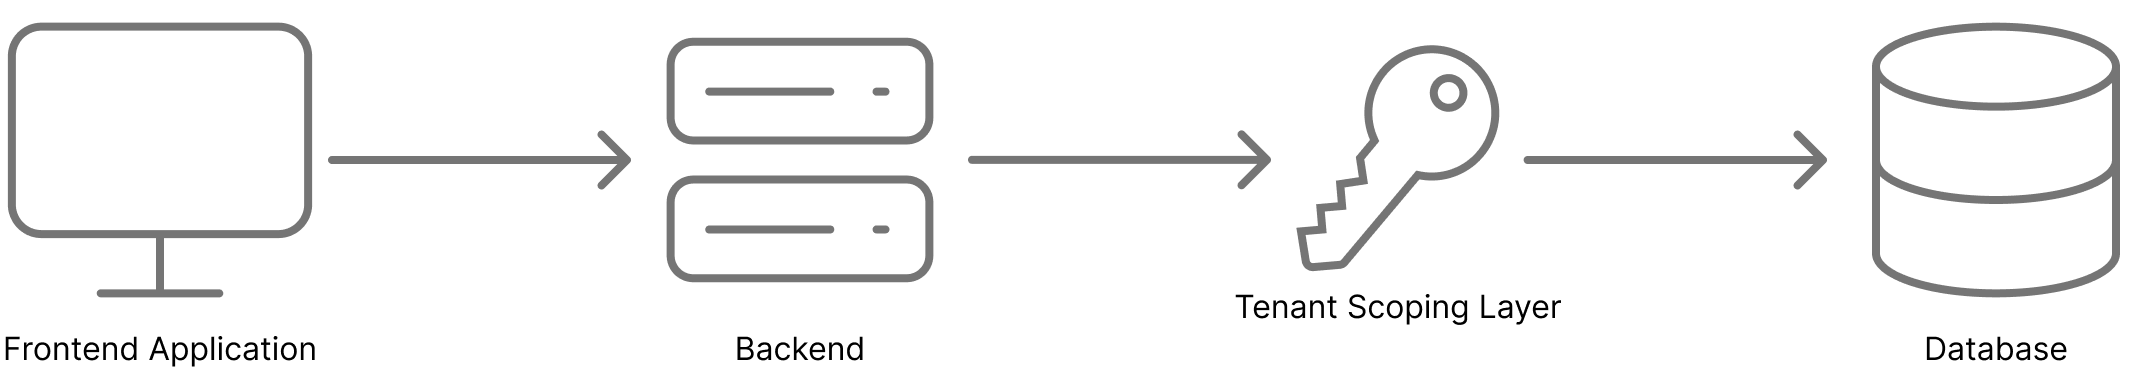 Frontend Application
Backend
Tenant Scoping Layer
Database